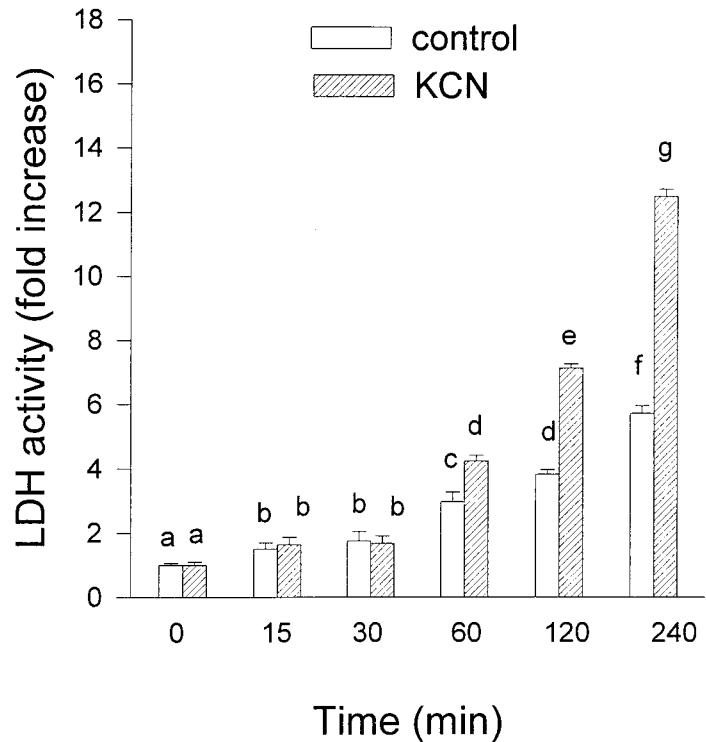 control
KCN
LDH activity (fold increase)
18
16
14
12
10
8
6
4
2
0
a a
b b
b b
c d
d e
f g
0 15 30 60 120 240
Time (min)